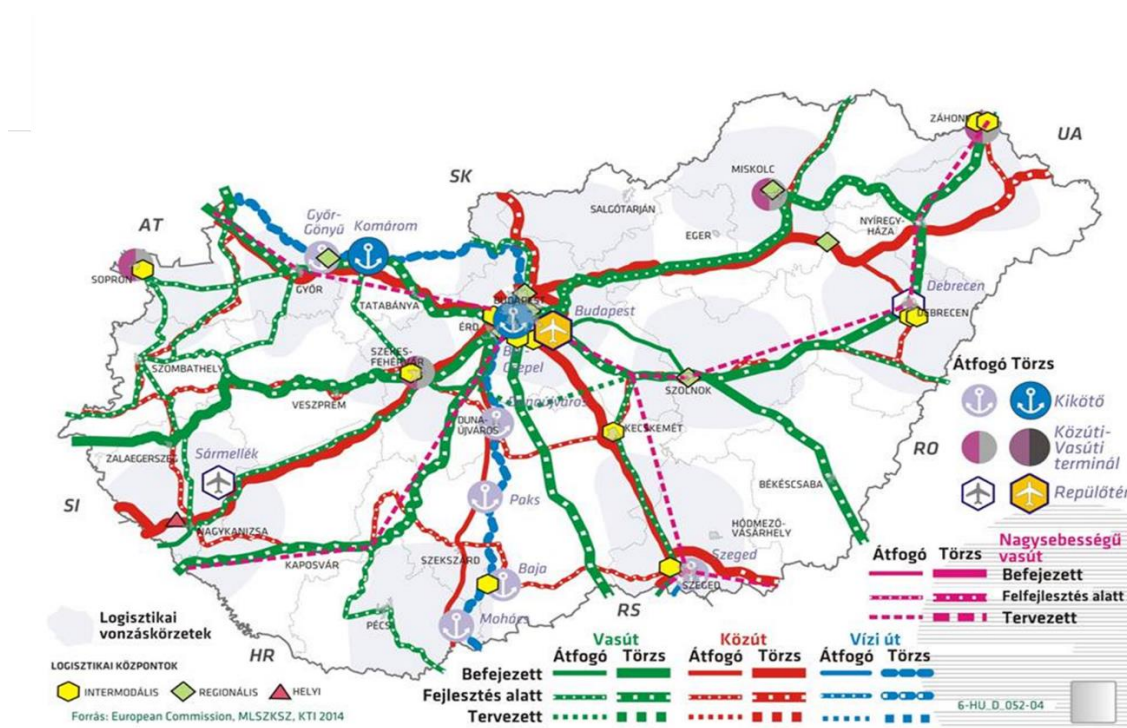 SK
UA
AT
SI
HR
RS
RO
ZÁHONY
MISKOLC
SALGÓTARJÁN
EGER
NYÍREGY-
HÁZA
Győr-
Gönyű
Komárom
SOPRON
GYŐR
TATABÁNYA
BUDAPEST
Budapest
ÉRD
Debrecen
DEBRECEN
SZOMBATHELY
SZÉKES-
FEHÉRVÁR
VESZPRÉM
SZOLNOK
Dunaújváros
DUNA-
ÚJVÁROS
KECSKEMÉT
ZALAEGERSZEG
Sármellék
Paks
BÉKÉSCSABA
NAGYKANIZSA
HÓDMEZŐ-
VÁSÁRHELY
KAPOSVÁR
SZEKSZÁRD
Baja
Szeged
SZEGED
PÉCS
Mohács
Átfogó Törzs
Kikötő
Közúti-
Vasúti
terminál
Repülőtér
Átfogó Törzs Nagysebességű
vasút
Befejezett
Felfejlesztés alatt
Tervezett
Logisztikai
vonzáskörzetek
LOGISZTIKAI KÖZPONTOK
INTERMODÁLIS REGIONÁLIS HELYI
Forrás: European Commission, MLSZKSZ, KTI 2014
Vasút Közút Vízi út
Átfogó Törzs Átfogó Törzs Átfogó Törzs
Befejezett
Fejlesztés alatt
Tervezett
6-HU_D_052-04